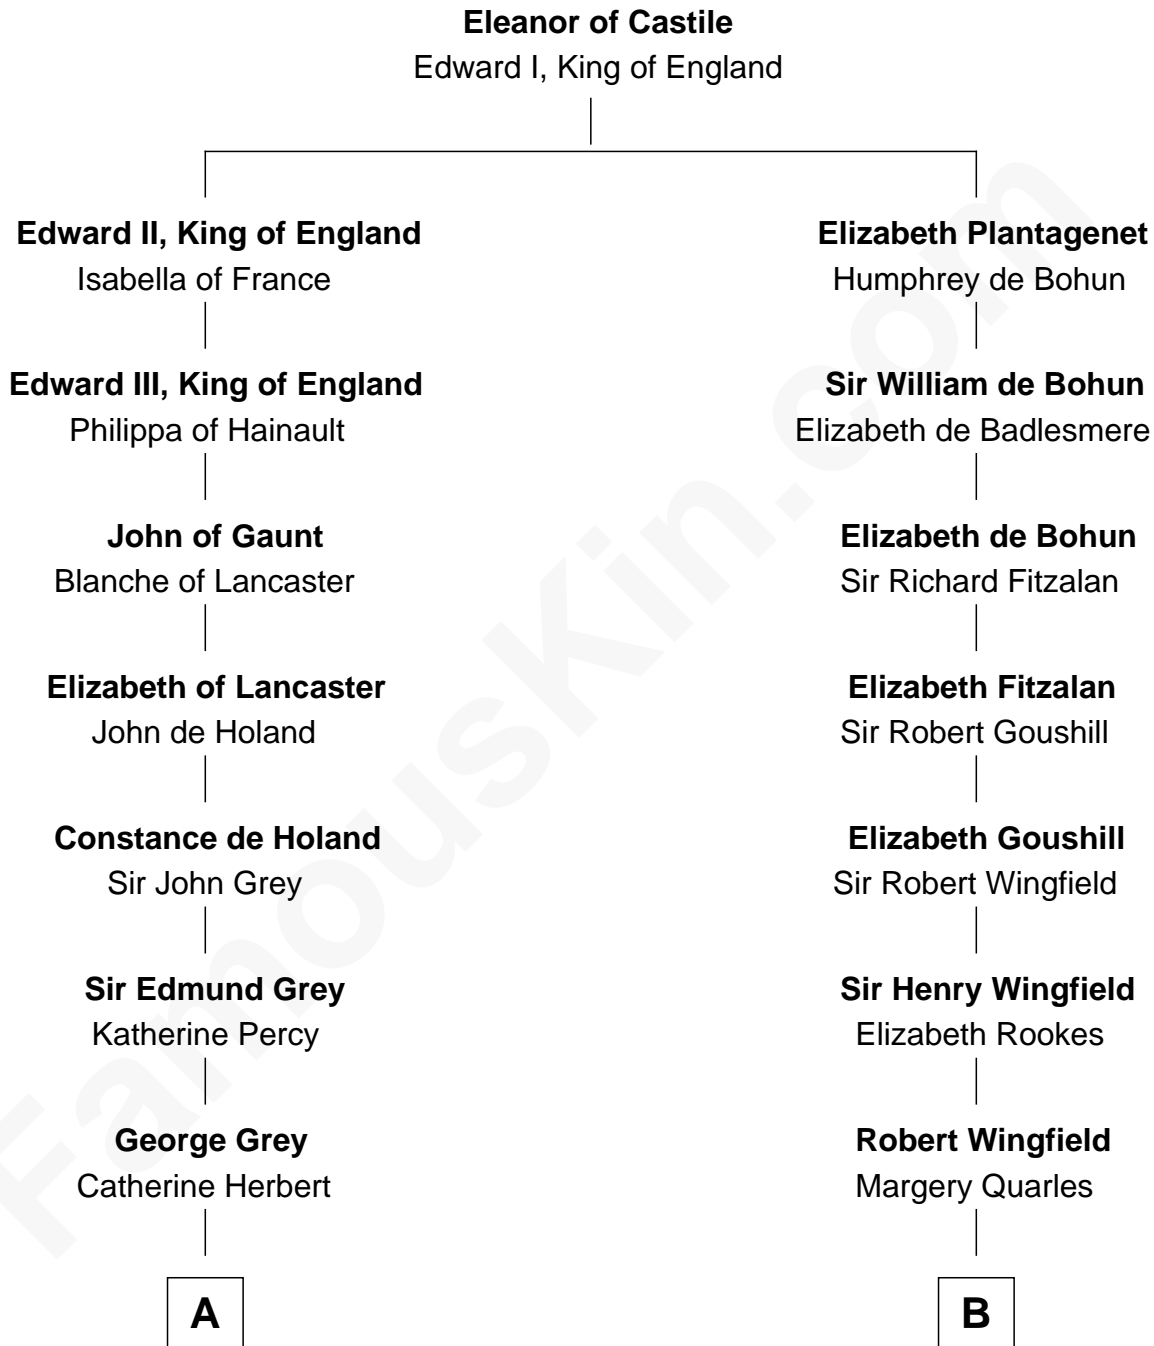 Eleanor of Castile
Edward I, King of England
Edward II, King of England
Isabella of France
Edward III, King of England
Philippa of Hainault
John of Gaunt
Blanche of Lancaster
Elizabeth of Lancaster
John de Holand
Constance de Holand
Sir John Grey
Sir Edmund Grey
Katherine Percy
George Grey
Catherine Herbert
A
Elizabeth Plantagenet
Humphrey de Bohun
Sir William de Bohun
Elizabeth de Badlesmere
Elizabeth de Bohun
Sir Richard Fitzalan
Elizabeth Fitzalan
Sir Robert Goushill
Elizabeth Goushill
Sir Robert Wingfield
Sir Henry Wingfield
Elizabeth Rookes
Robert Wingfield
Margery Quarles
B
FamousKin.com